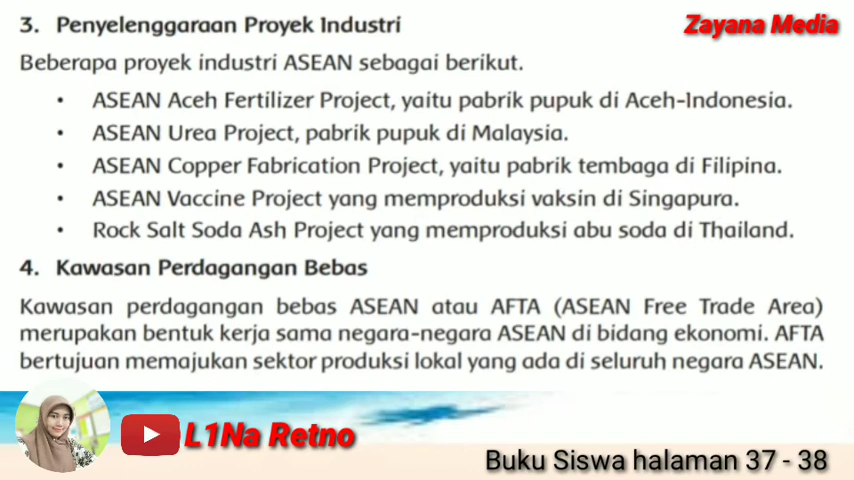 3. Penyelenggaraan Proyek Industri
Zayana Media
Beberapa proyek industri ASEAN sebagai berikut.
• ASEAN Aceh Fertilizer Project, yaitu pabrik pupuk di Aceh-Indonesia.
• ASEAN Urea Project, pabrik pupuk di Malaysia.
• ASEAN Copper Fabrication Project, yaitu pabrik tembaga di Filipina.
• ASEAN Vaccine Project yang memproduksi vaksin di Singapura.
• Rock Salt Soda Ash Project yang memproduksi abu soda di Thailand.
4. Kawasan Perdagangan Bebas
Kawasan perdagangan bebas ASEAN atau AFTA (ASEAN Free Trade Area)
merupakan bentuk kerja sama negara-negara ASEAN di bidang ekonomi. AFTA
bertujuan memajukan sektor produksi lokal yang ada di seluruh negara ASEAN.
L1Na Retno
Buku Siswa halaman 37 - 38